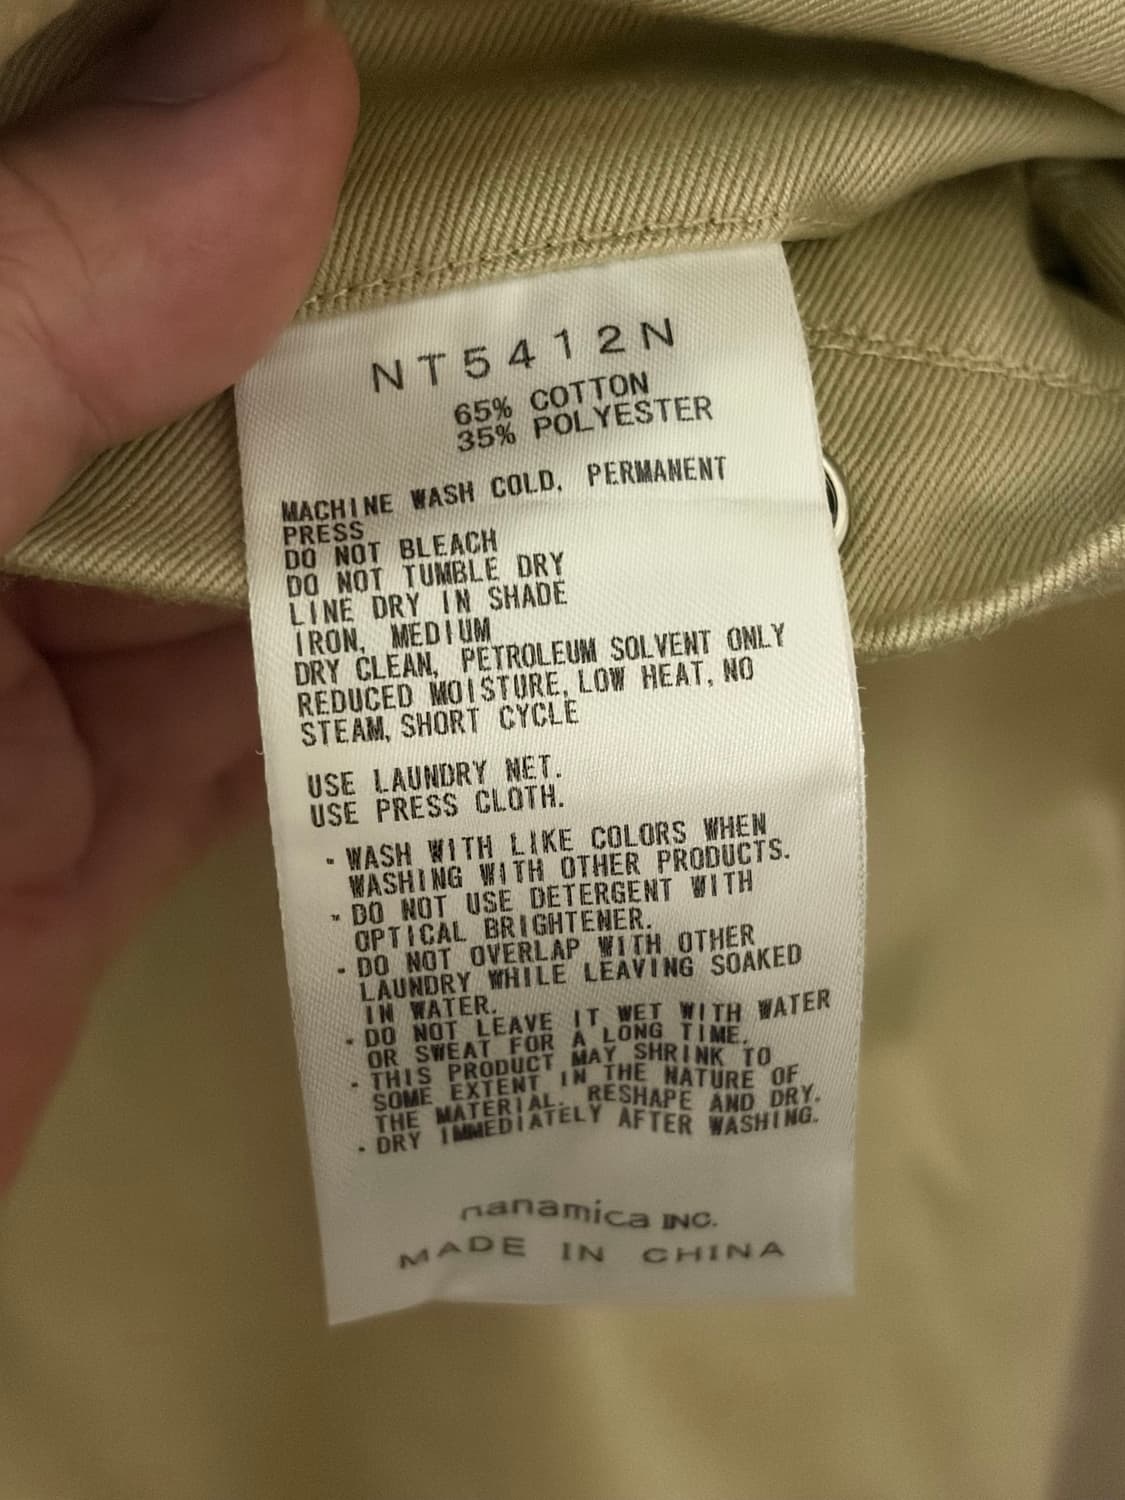 NT5412N
65% COTTON
35% POLYESTER
MACHINE WASH COLD, PERMANENT
PRESS
DO NOT BLEACH
DO NOT TUMBLE DRY
LINE DRY IN SHADE
IRON, MEDIUM
DRY CLEAN, PETROLEUM SOLVENT ONLY
REDUCED MOISTURE, LOW HEAT, NO
STEAM, SHORT CYCLE
USE LAUNDRY NET.
USE PRESS CLOTH.
・WASH WITH LIKE COLORS WHEN
WASHING WITH OTHER PRODUCTS.
・DO NOT USE DETERGENT WITH
OPTICAL BRIGHTENER.
・DO NOT OVERLAP WITH OTHER
LAUNDRY WHILE LEAVING SOAKED
IN WATER.
・DO NOT LEAVE IT WET WITH WATER
OR SWEAT FOR A LONG TIME.
・THIS PRODUCT MAY SHRINK TO
SOME EXTENT IN THE NATURE OF
THE MATERIAL. RESHAPE AND DRY.
・DRY IMMEDIATELY AFTER WASHING.
nanamica INC.
MADE IN CHINA